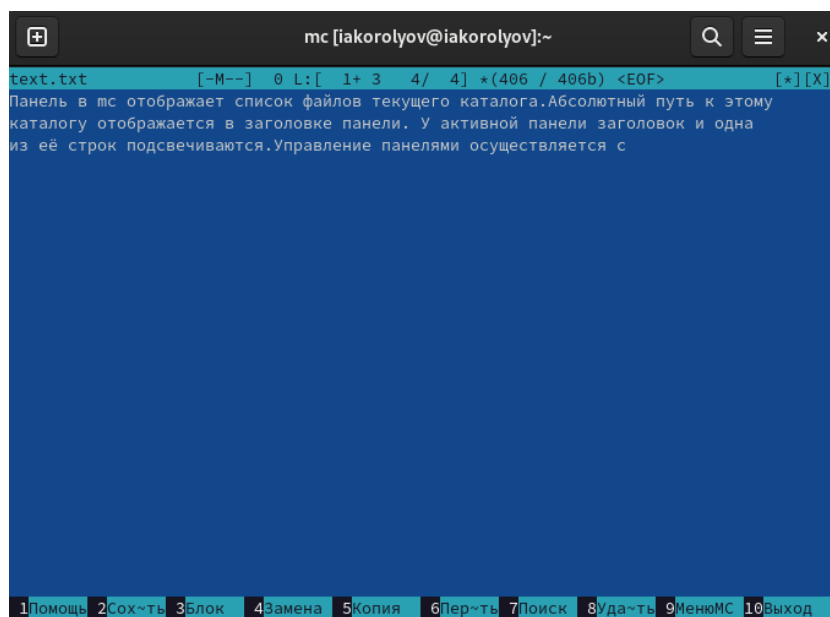 mc [iakorolyov@iakorolyov]:~
text.txt [-M--] 0 L:[ 1+ 3 4/ 4] *(406 / 406b) <EOF> [*][X]
Панель в mc отображает список файлов текущего каталога.Абсолютный путь к этому
каталогу отображается в заголовке панели. У активной панели заголовок и одна
из её строк подсвечиваются.Управление панелями осуществляется с
1Помощь 2Сох~ть 3Блок 4Замена 5Копия 6Пер~ть 7Поиск 8Уда~ть 9МенюMC 10Выход